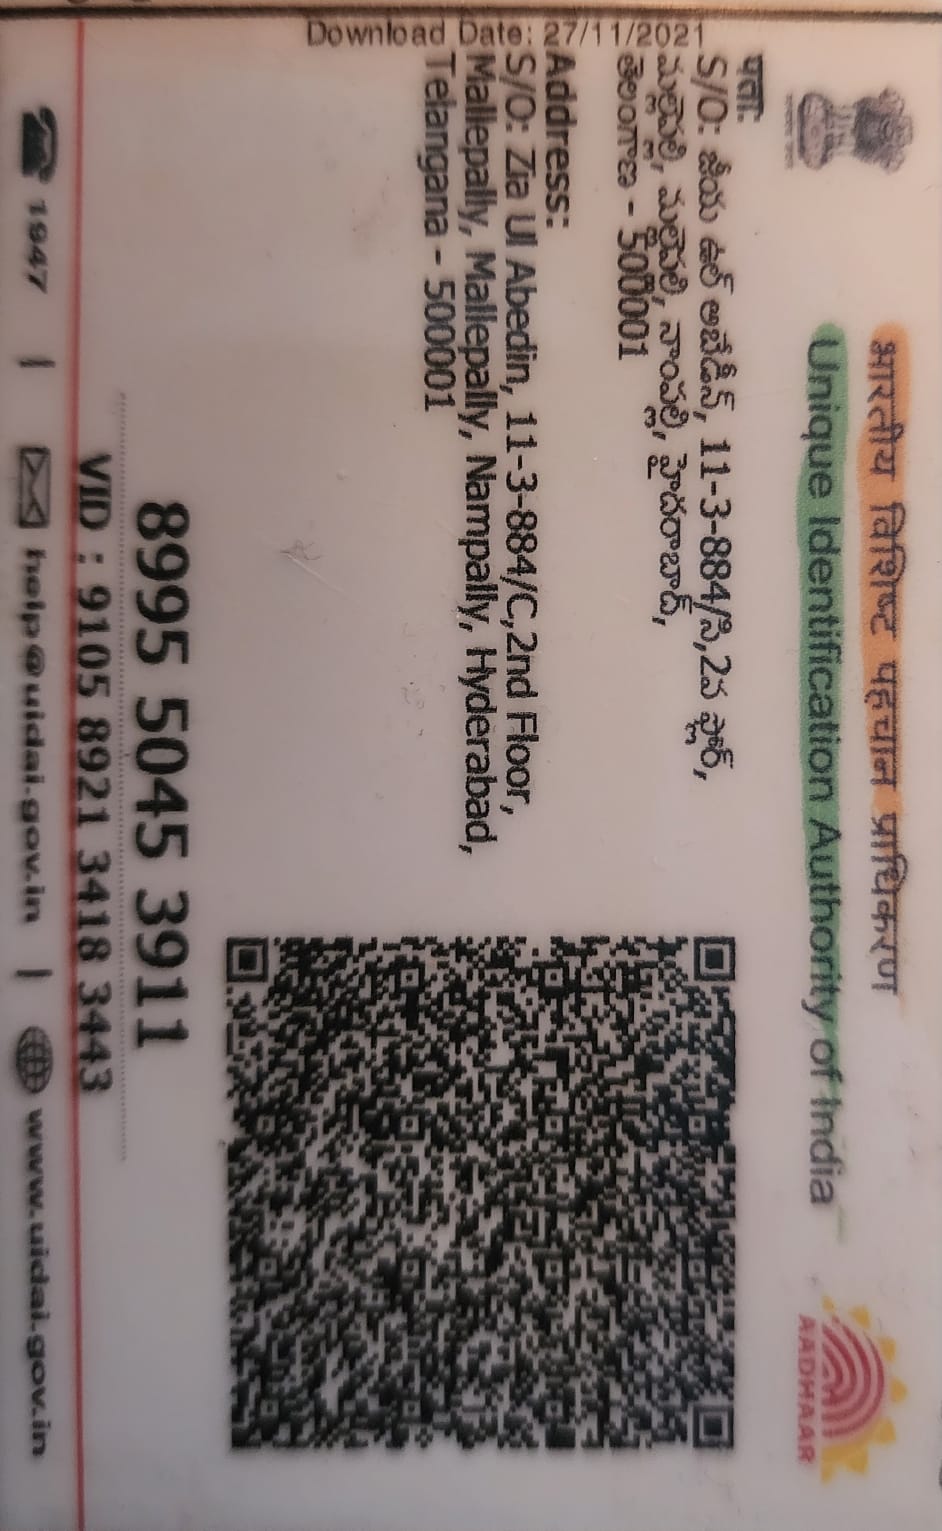 भारतीय विशिष्ट पहचान प्राधिकरण
Unique Identification Authority of India
AADHAAR
पता:
S/O: జియ ఉల్ అబేడిన్, 11-3-884/సి,2వ ఫ్లోర్,
మల్లేపల్లి, మల్లేపల్లి, నాంపల్లి, హైదరాబాద్,
తెలంగాణ - 500001
Address:
S/O: Zia Ul Abedin, 11-3-884/C,2nd Floor,
Mallepally, Mallepally, Nampally, Hyderabad,
Telangana - 500001
Download Date: 27/11/2021
8995 5045 3911
VID : 9105 8921 3418 3443
1947 | help@uidai.gov.in | www.uidai.gov.in